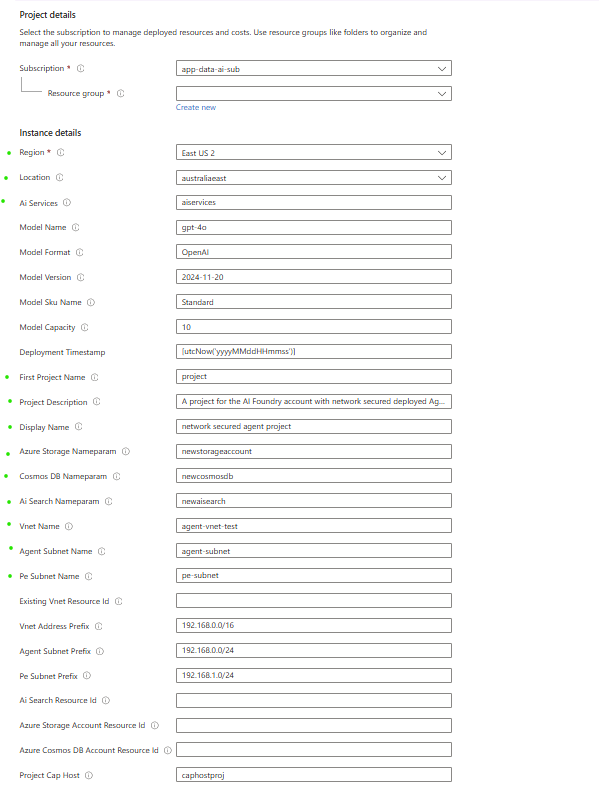 Project details
Select the subscription to manage deployed resources and costs. Use resource groups like folders to organize and
manage all your resources.
Subscription * app-data-ai-sub
Resource group *
Create new
Instance details
Region * East US 2
Location australiaeast
Ai Services aiservices
Model Name gpt-4o
Model Format OpenAI
Model Version 2024-11-20
Model Sku Name Standard
Model Capacity 10
Deployment Timestamp [utcNow('yyyyMMddHHmmss')]
First Project Name project
Project Description A project for the AI Foundry account with network secured deployed Ag...
Display Name network secured agent project
Azure Storage Nameparam newstorageaccount
Cosmos DB Nameparam newcosmosdb
Ai Search Nameparam newaisearch
Vnet Name agent-vnet-test
Agent Subnet Name agent-subnet
Pe Subnet Name pe-subnet
Existing Vnet Resource Id
Vnet Address Prefix 192.168.0.0/16
Agent Subnet Prefix 192.168.0.0/24
Pe Subnet Prefix 192.168.1.0/24
Ai Search Resource Id
Azure Storage Account Resource Id
Azure Cosmos DB Account Resource Id
Project Cap Host caphostproj